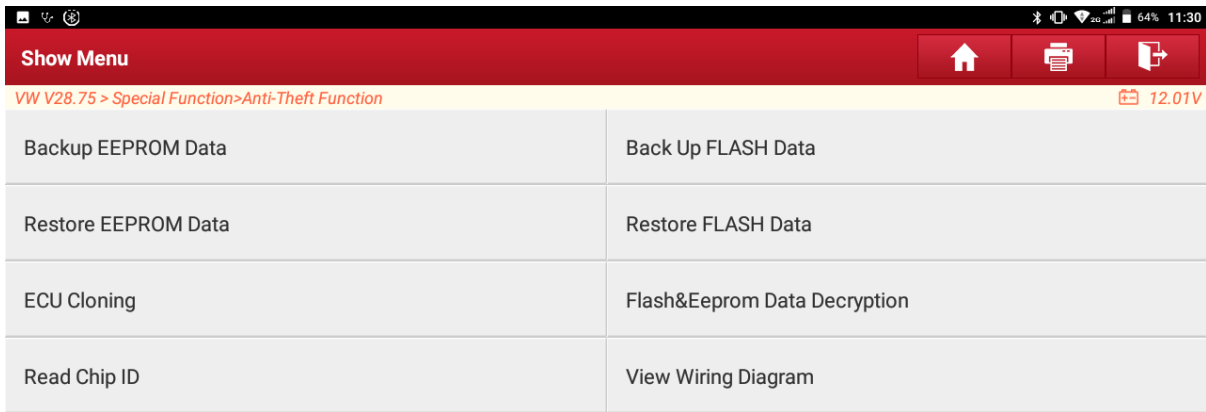 2G 64% 11:30
Show Menu
VW V28.75 > Special Function>Anti-Theft Function 12.01V
Backup EEPROM Data Back Up FLASH Data
Restore EEPROM Data Restore FLASH Data
ECU Cloning Flash&Eeprom Data Decryption
Read Chip ID View Wiring Diagram